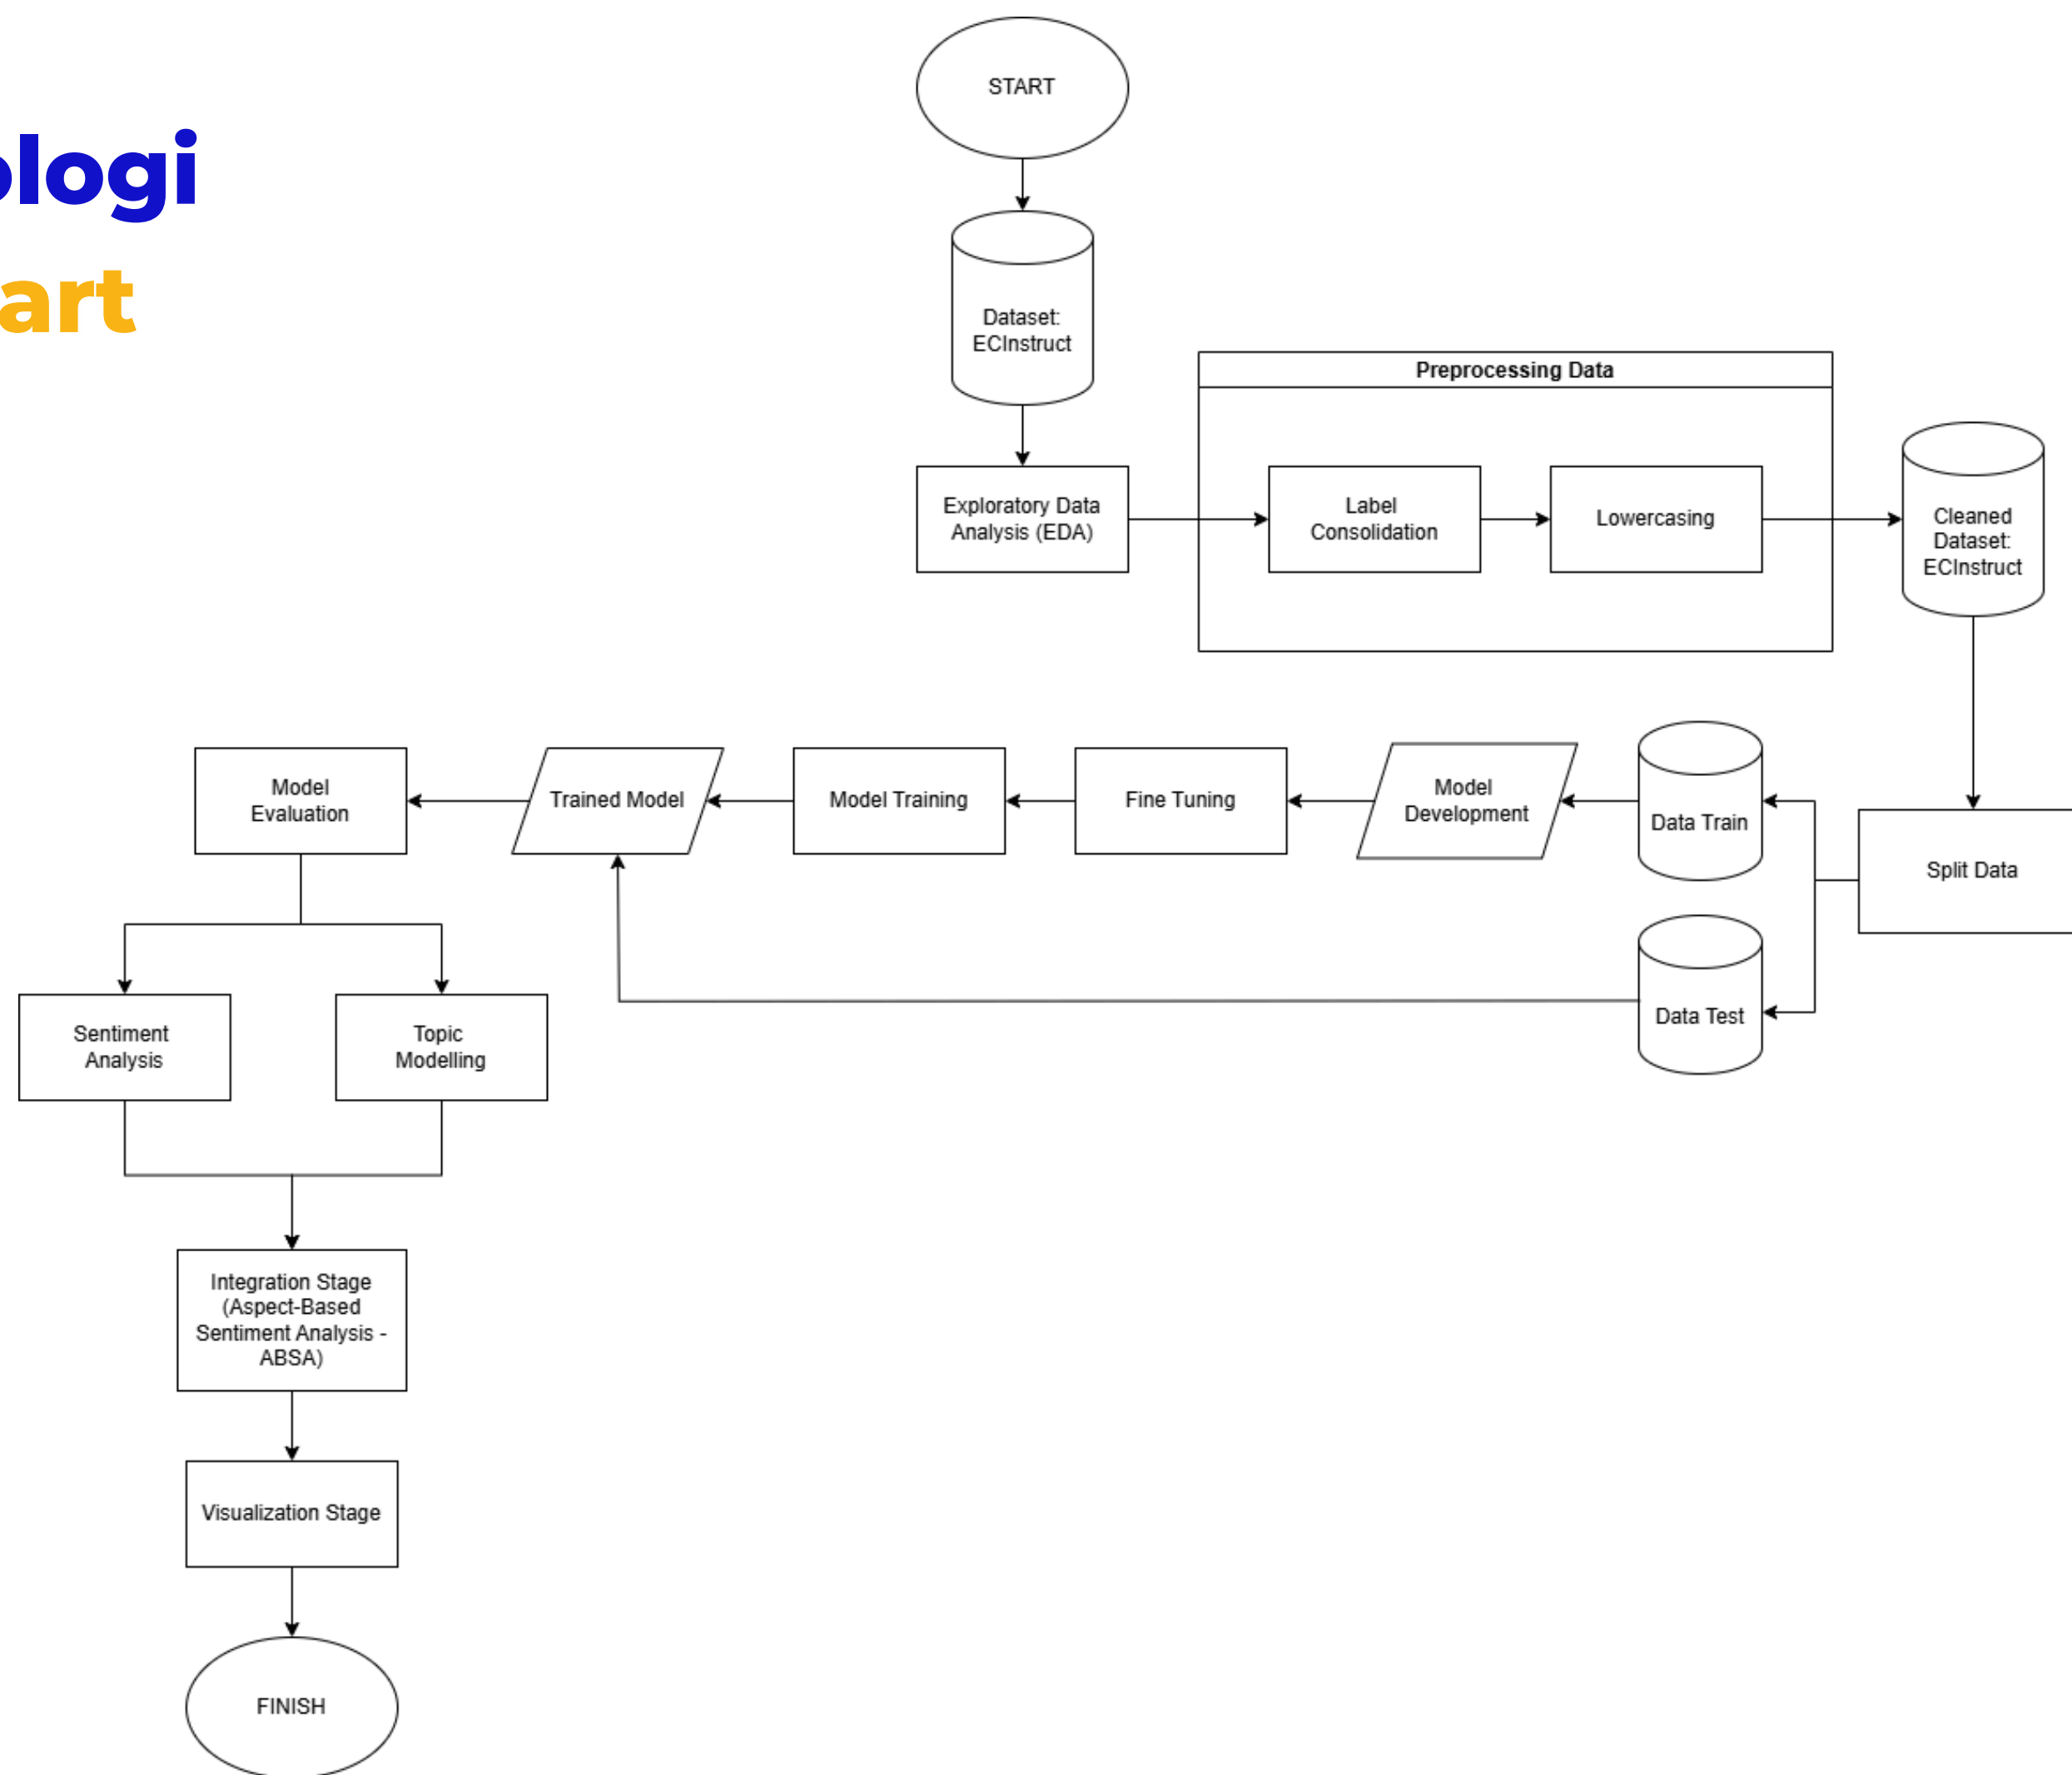 ologi
art
START
Dataset:
ECInstruct
Preprocessing Data
Exploratory Data
Analysis (EDA)
Label
Consolidation
Lowercasing
Cleaned
Dataset:
ECInstruct
Model
Evaluation
Trained Model
Model Training
Fine Tuning
Model
Development
Data Train
Split Data
Data Test
Sentiment
Analysis
Topic
Modelling
Integration Stage
(Aspect-Based
Sentiment Analysis -
ABSA)
Visualization Stage
FINISH